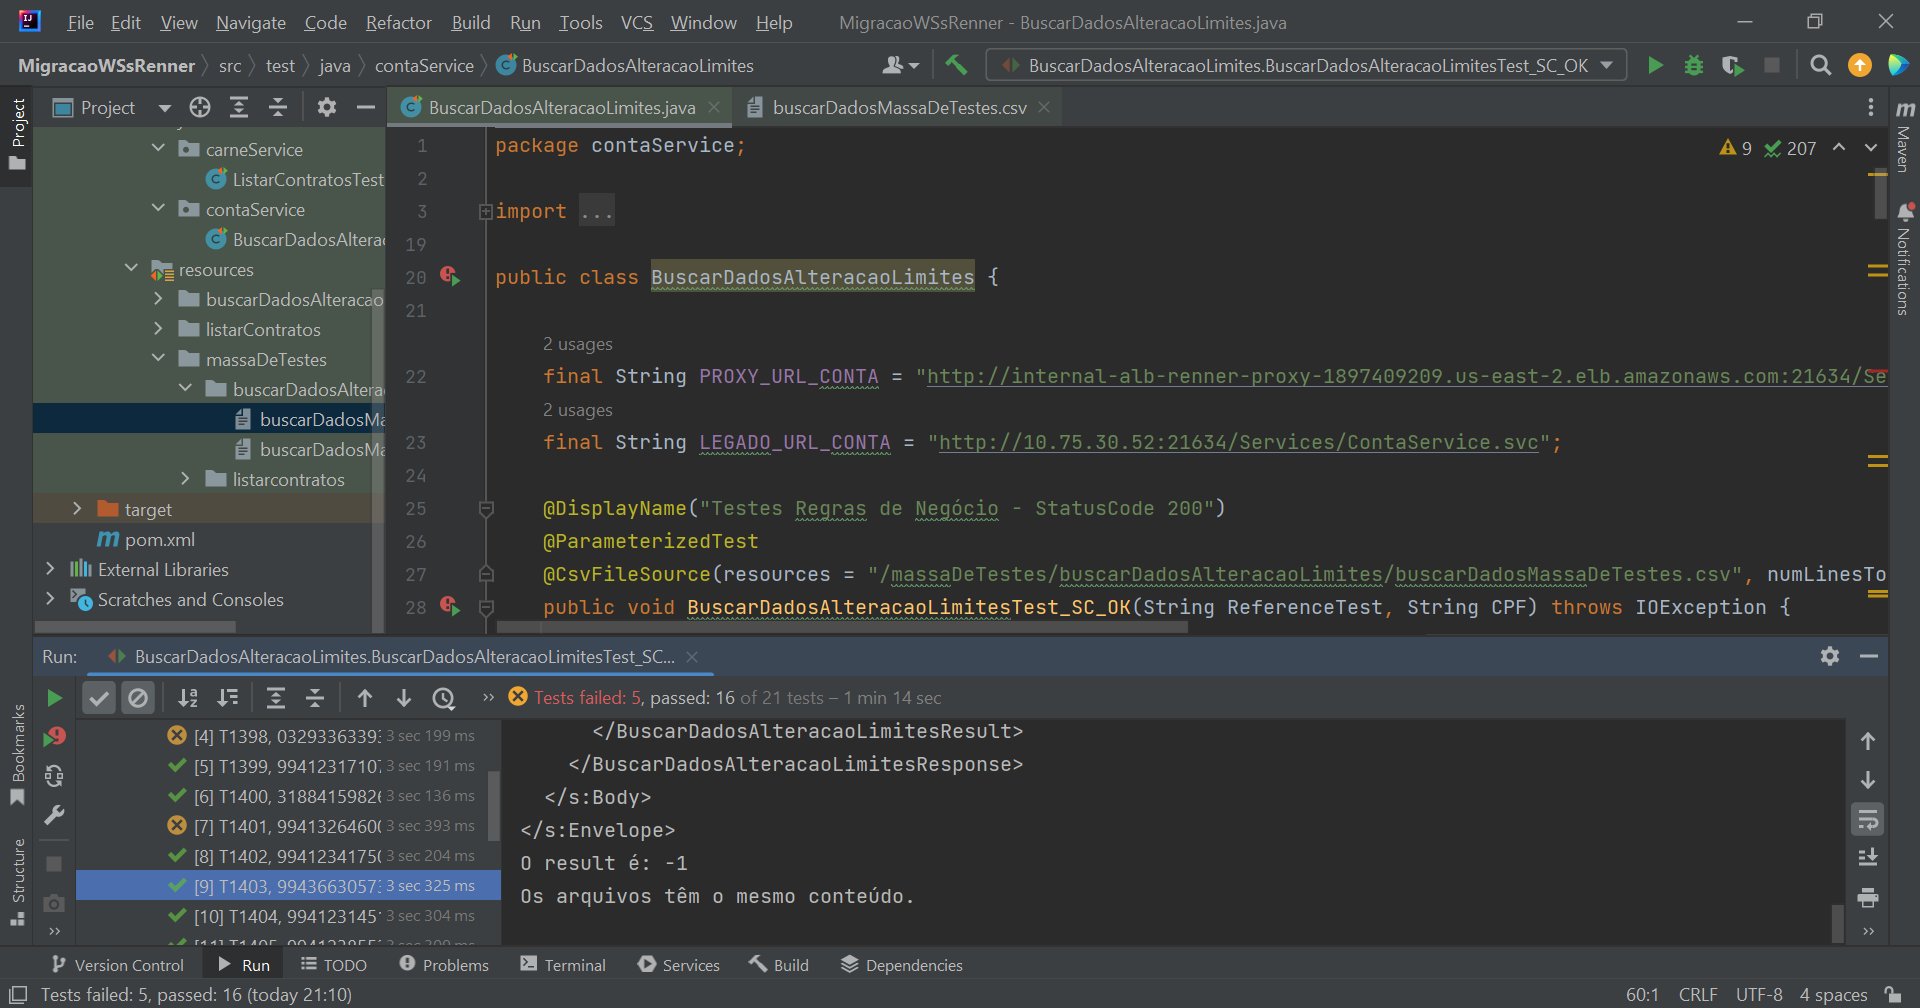 File Edit View Navigate Code Refactor Build Run Tools VCS Window Help MigracaoWSsRenner - BuscarDadosAlteracaoLimites.java
MigracaoWSsRenner src test java contaService BuscarDadosAlteracaoLimites BuscarDadosAlteracaoLimites.BuscarDadosAlteracaoLimitesTest_SC_OK
Project
Project
BuscarDadosAlteracaoLimites.java
buscarDadosMassaDeTestes.csv
carneService
ListarContratosTest
contaService
BuscarDadosAltera
resources
buscarDadosAlteracao
listarContratos
massaDeTestes
buscarDadosAltera
buscarDadosMa
buscarDadosMa
listarcontratos
target
pom.xml
External Libraries
Scratches and Consoles
9 207
1 package contaService;
2
3 import ...
19
20 public class BuscarDadosAlteracaoLimites {
21
2 usages
22 final String PROXY_URL_CONTA = "http://internal-alb-renner-proxy-1897409209.us-east-2.elb.amazonaws.com:21634/Se
2 usages
23 final String LEGADO_URL_CONTA = "http://10.75.30.52:21634/Services/ContaService.svc";
24
25 @DisplayName("Testes Regras de Negócio - StatusCode 200")
26 @ParameterizedTest
27 @CsvFileSource(resources = "/massaDeTestes/buscarDadosAlteracaoLimites/buscarDadosMassaDeTestes.csv", numLinesTo
28 public void BuscarDadosAlteracaoLimitesTest_SC_OK(String ReferenceTest, String CPF) throws IOException {
Maven
Notifications
Run: BuscarDadosAlteracaoLimites.BuscarDadosAlteracaoLimitesTest_SC...
Tests failed: 5, passed: 16 of 21 tests – 1 min 14 sec
[4] T1398, 0329336339 3 sec 199 ms
[5] T1399, 9941231710 3 sec 191 ms
[6] T1400, 3188415982 3 sec 136 ms
[7] T1401, 9941326460 3 sec 393 ms
[8] T1402, 9941234175 3 sec 204 ms
[9] T1403, 9943663057 3 sec 325 ms
[10] T1404, 994123145 3 sec 304 ms
</BuscarDadosAlteracaoLimitesResult>
</BuscarDadosAlteracaoLimitesResponse>
</s:Body>
</s:Envelope>
O result é: -1
Os arquivos têm o mesmo conteúdo.
Bookmarks
Structure
Version Control Run TODO Problems Terminal Services Build Dependencies
Tests failed: 5, passed: 16 (today 21:10) 60:1 CRLF UTF-8 4 spaces